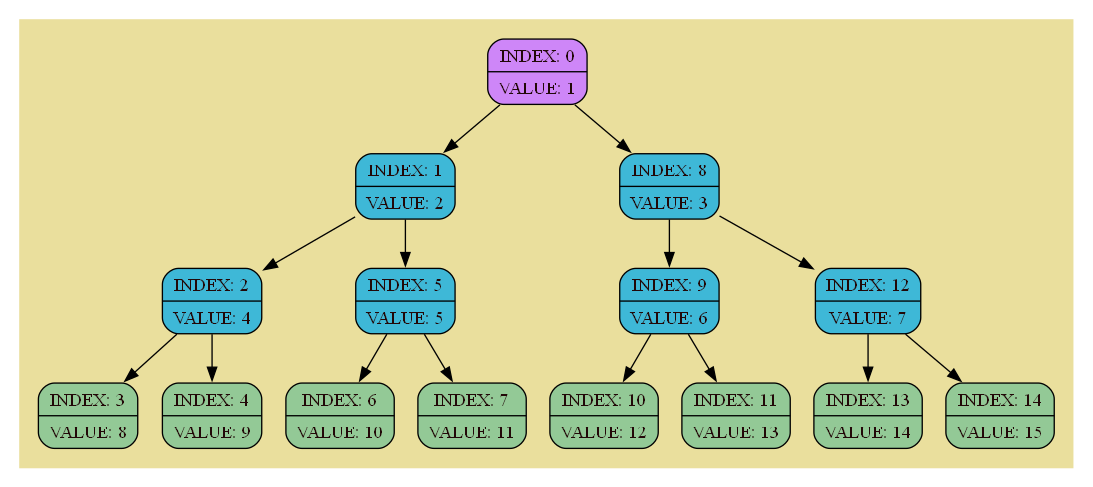 INDEX: 0
VALUE: 1
INDEX: 1
VALUE: 2
INDEX: 8
VALUE: 3
INDEX: 2
VALUE: 4
INDEX: 5
VALUE: 5
INDEX: 9
VALUE: 6
INDEX: 12
VALUE: 7
INDEX: 3
VALUE: 8
INDEX: 4
VALUE: 9
INDEX: 6
VALUE: 10
INDEX: 7
VALUE: 11
INDEX: 10
VALUE: 12
INDEX: 11
VALUE: 13
INDEX: 13
VALUE: 14
INDEX: 14
VALUE: 15